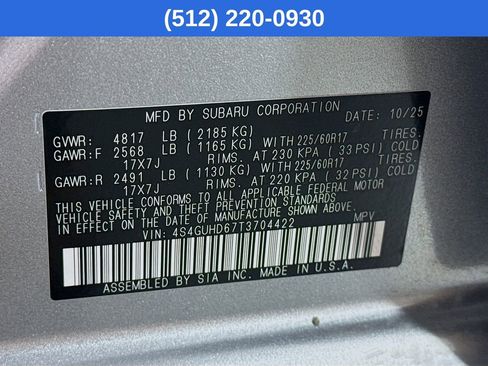 (512) 220-0930
MFD BY SUBARU CORPORATION DATE: 10/25
GVWR: 4817 LB (2185 KG)
GAWR:F 2568 LB (1165 KG) WITH 225/60R17 TIRES.
17X7J RIMS. AT 230 KPA (33 PSI) COLD
GAWR:R 2491 LB (1130 KG) WITH 225/60R17 TIRES.
17X7J RIMS. AT 220 KPA (32 PSI) COLD
THIS VEHICLE CONFORMS TO ALL APPLICABLE FEDERAL MOTOR
VEHICLE SAFETY AND THEFT PREVENTION STANDARDS IN
EFFECT ON THE DATE OF MANUFACTURE SHOWN ABOVE.
VIN: 4S4GUHD67T3704422 MPV
ASSEMBLED BY SIA INC. MADE IN U.S.A.